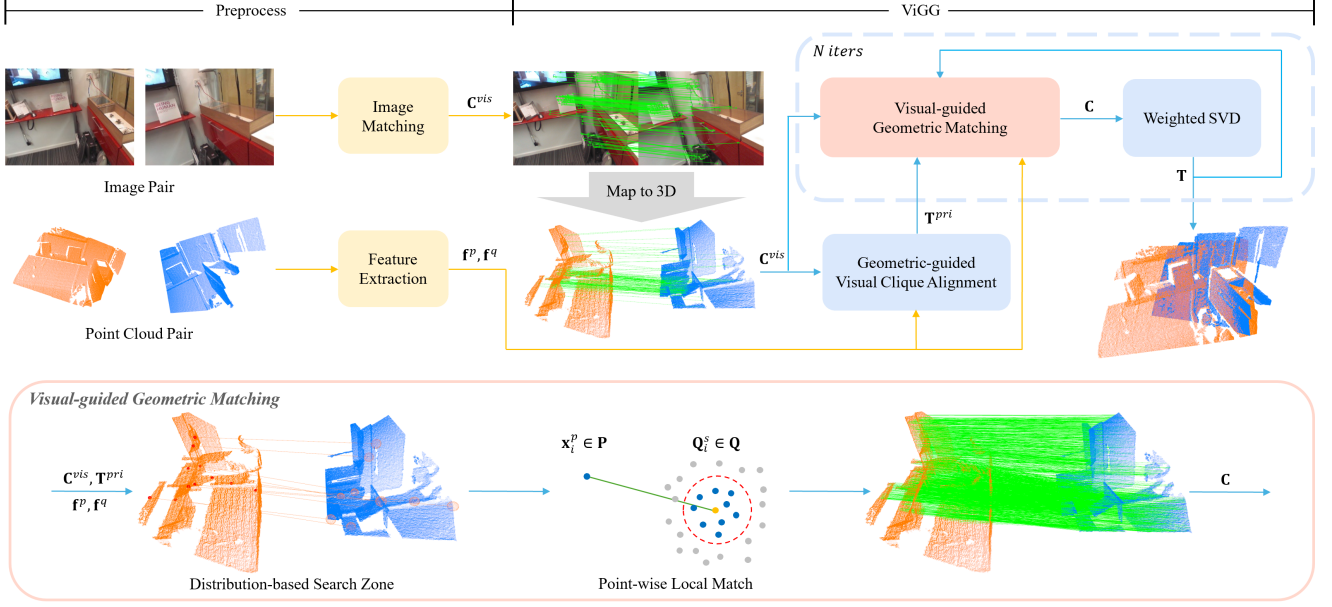 Preprocess
ViGG
N iters
Image
Matching
C^{vis}
Visual-guided
Geometric Matching
C
Weighted SVD
Image Pair
Map to 3D
T
T^{pri}
Feature
Extraction
f^p, f^q
C^{vis}
Geometric-guided
Visual Clique Alignment
Point Cloud Pair
Visual-guided Geometric Matching
C^{vis}, T^{pri}
f^p, f^q
x_i^p ∈ P
Q_i^s ∈ Q
C
Distribution-based Search Zone
Point-wise Local Match